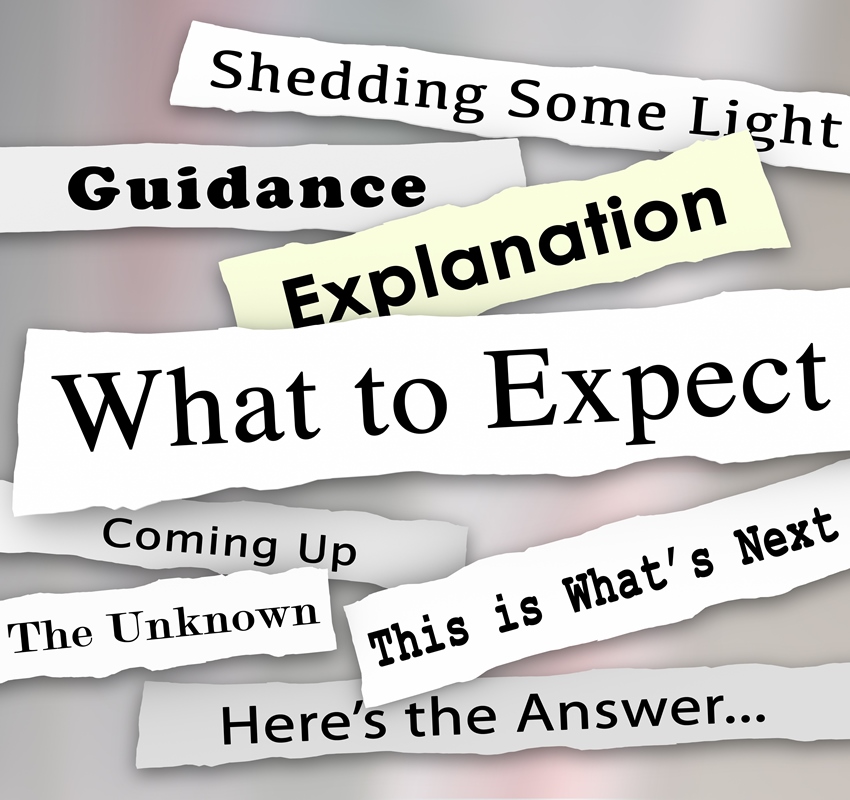 Shedding Some Light
Guidance
Explanation
What to Expect
Coming Up
This is What's Next
The Unknown
Here's the Answer...